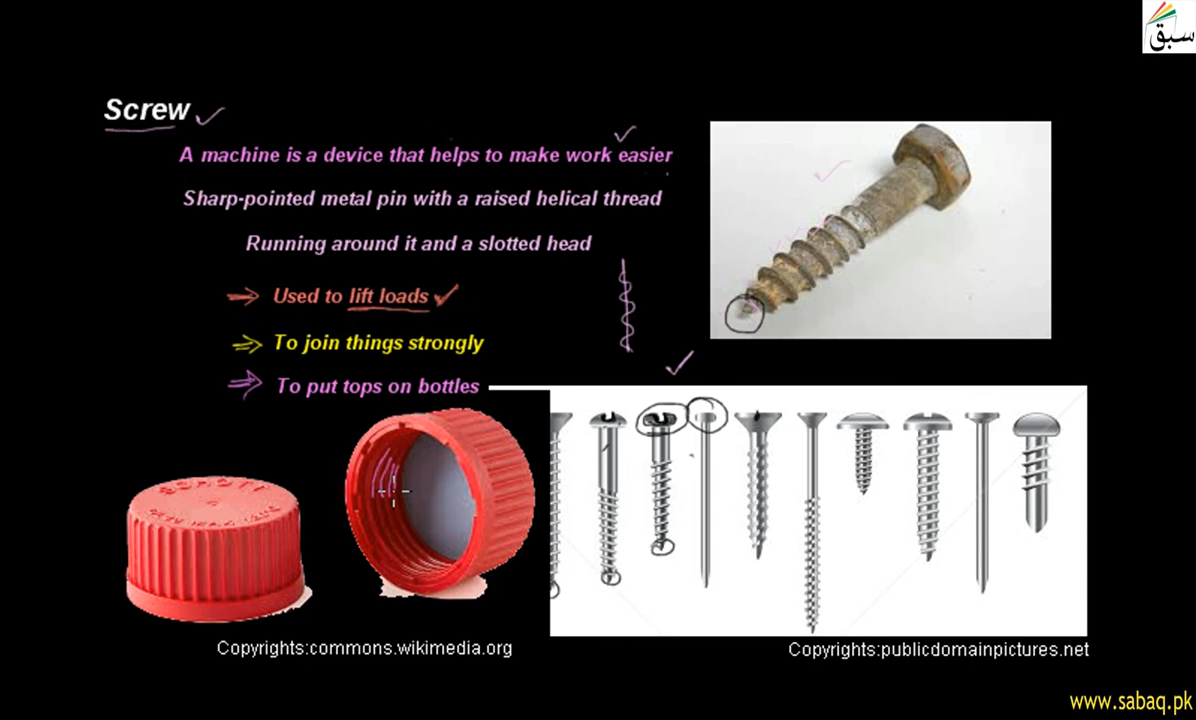 سبق
Screw
A machine is a device that helps to make work easier
Sharp-pointed metal pin with a raised helical thread
Running around it and a slotted head
Used to lift loads
To join things strongly
To put tops on bottles
Copyrights:commons.wikimedia.org
Copyrights:publicdomainpictures.net
www.sabaq.pk